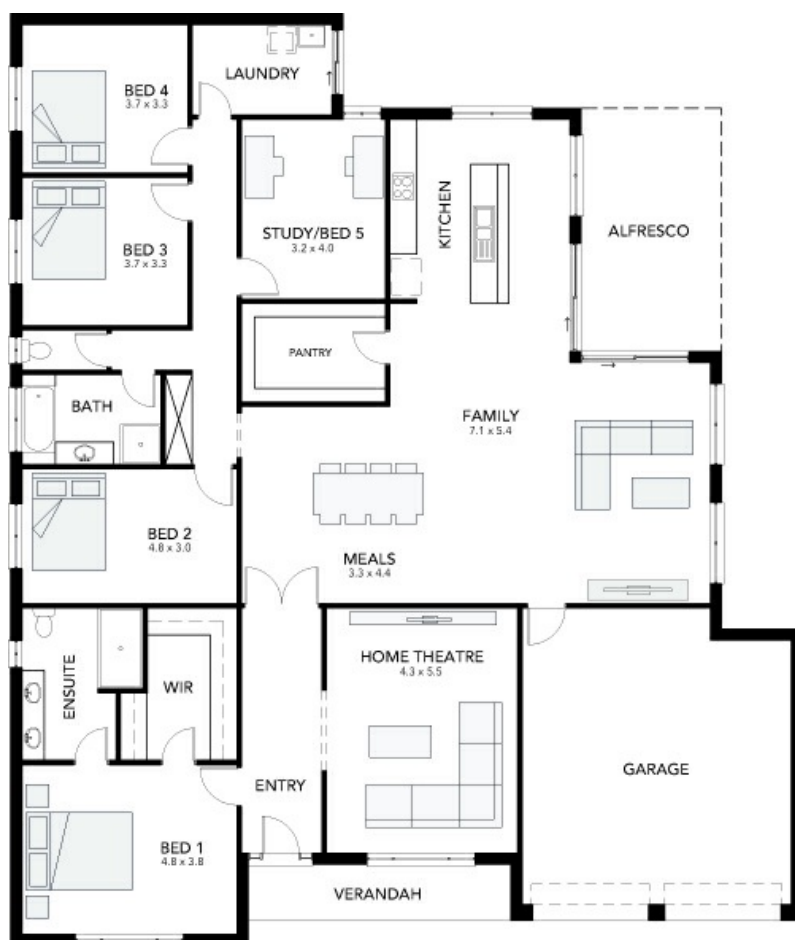 BED 4
3.7 x 3.3
LAUNDRY
BED 3
3.7 x 3.3
STUDY/BED 5
3.2 x 4.0
KITCHEN
ALFRESCO
PANTRY
BATH
FAMILY
7.1 x 5.4
BED 2
4.8 x 3.0
MEALS
3.3 x 4.4
ENSUITE
WIR
HOME THEATRE
4.3 x 5.5
ENTRY
GARAGE
BED 1
4.8 x 3.8
VERANDAH